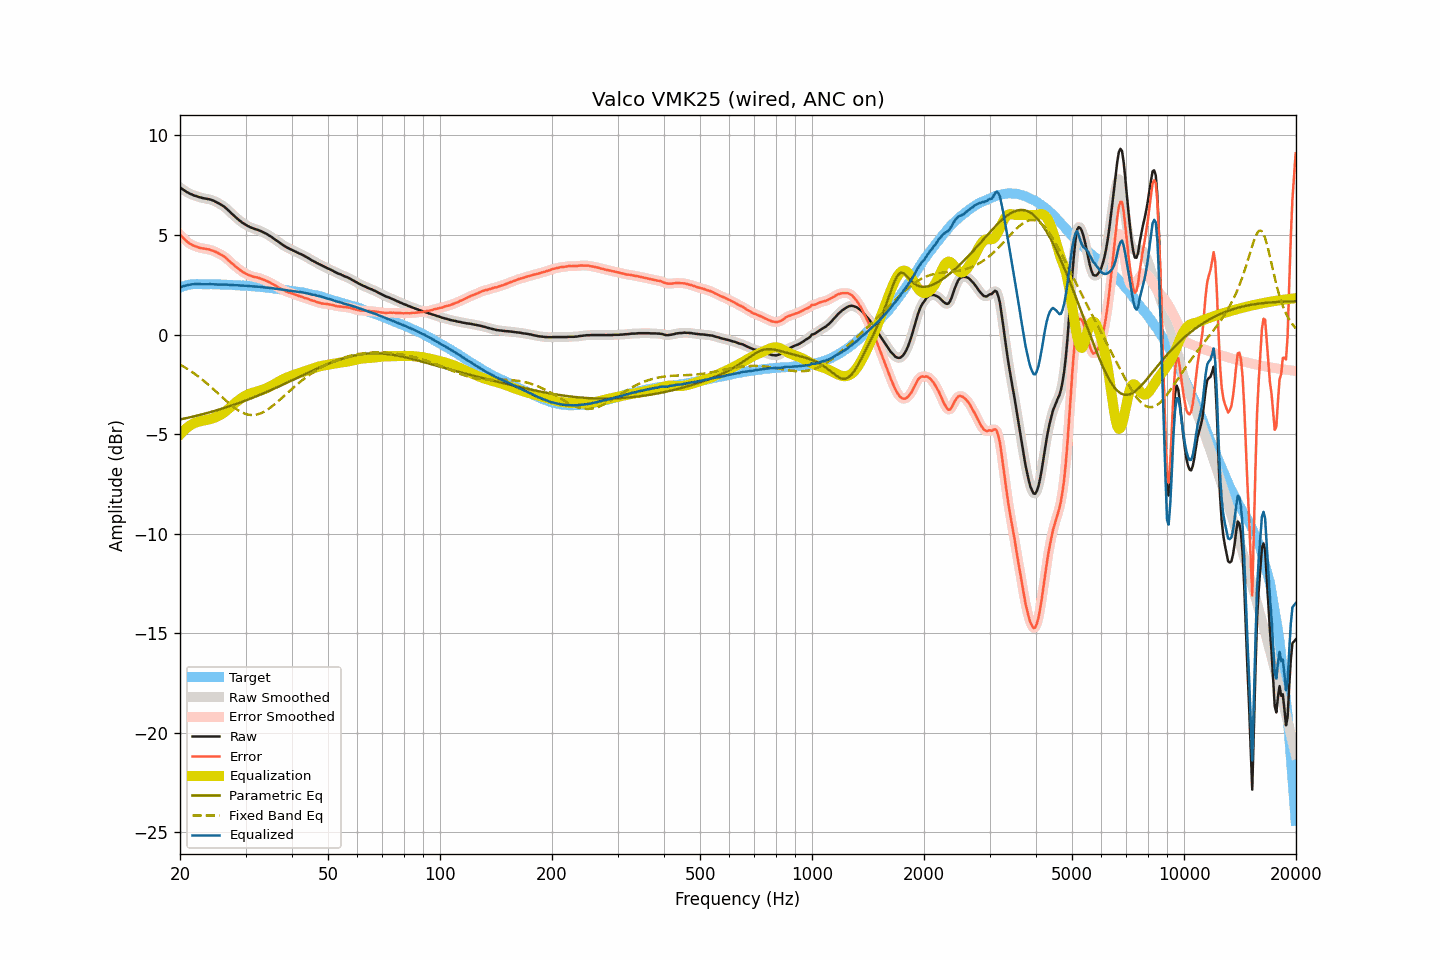 Valco VMK25 (wired, ANC on)
10
5
0
−5
−10
−15
−20
−25
Amplitude (dBr)
Target
Raw Smoothed
Error Smoothed
Raw
Error
Equalization
Parametric Eq
Fixed Band Eq
Equalized
20 50 100 200 500 1000 2000 5000 10000 20000
Frequency (Hz)